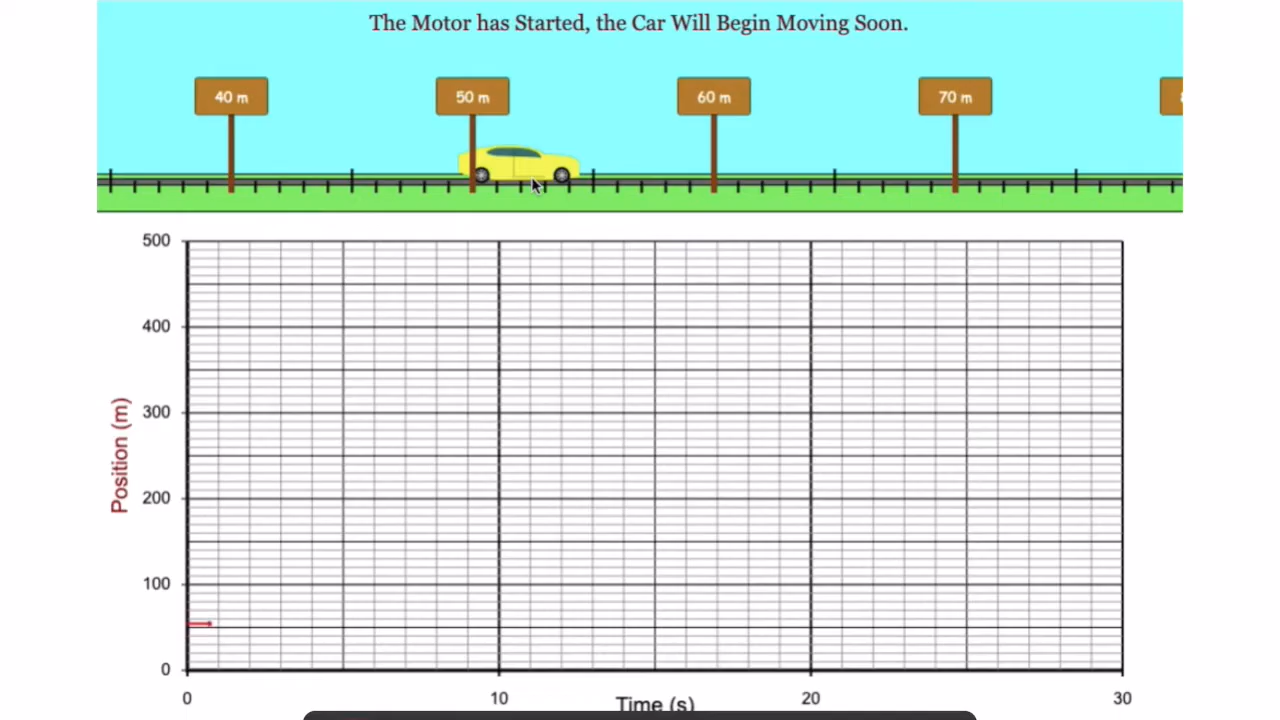 The Motor has Started, the Car Will Begin Moving Soon.
40 m
50 m
60 m
70 m
500
400
300
200
100
0
Position (m)
0
10
20
30
Time (s)